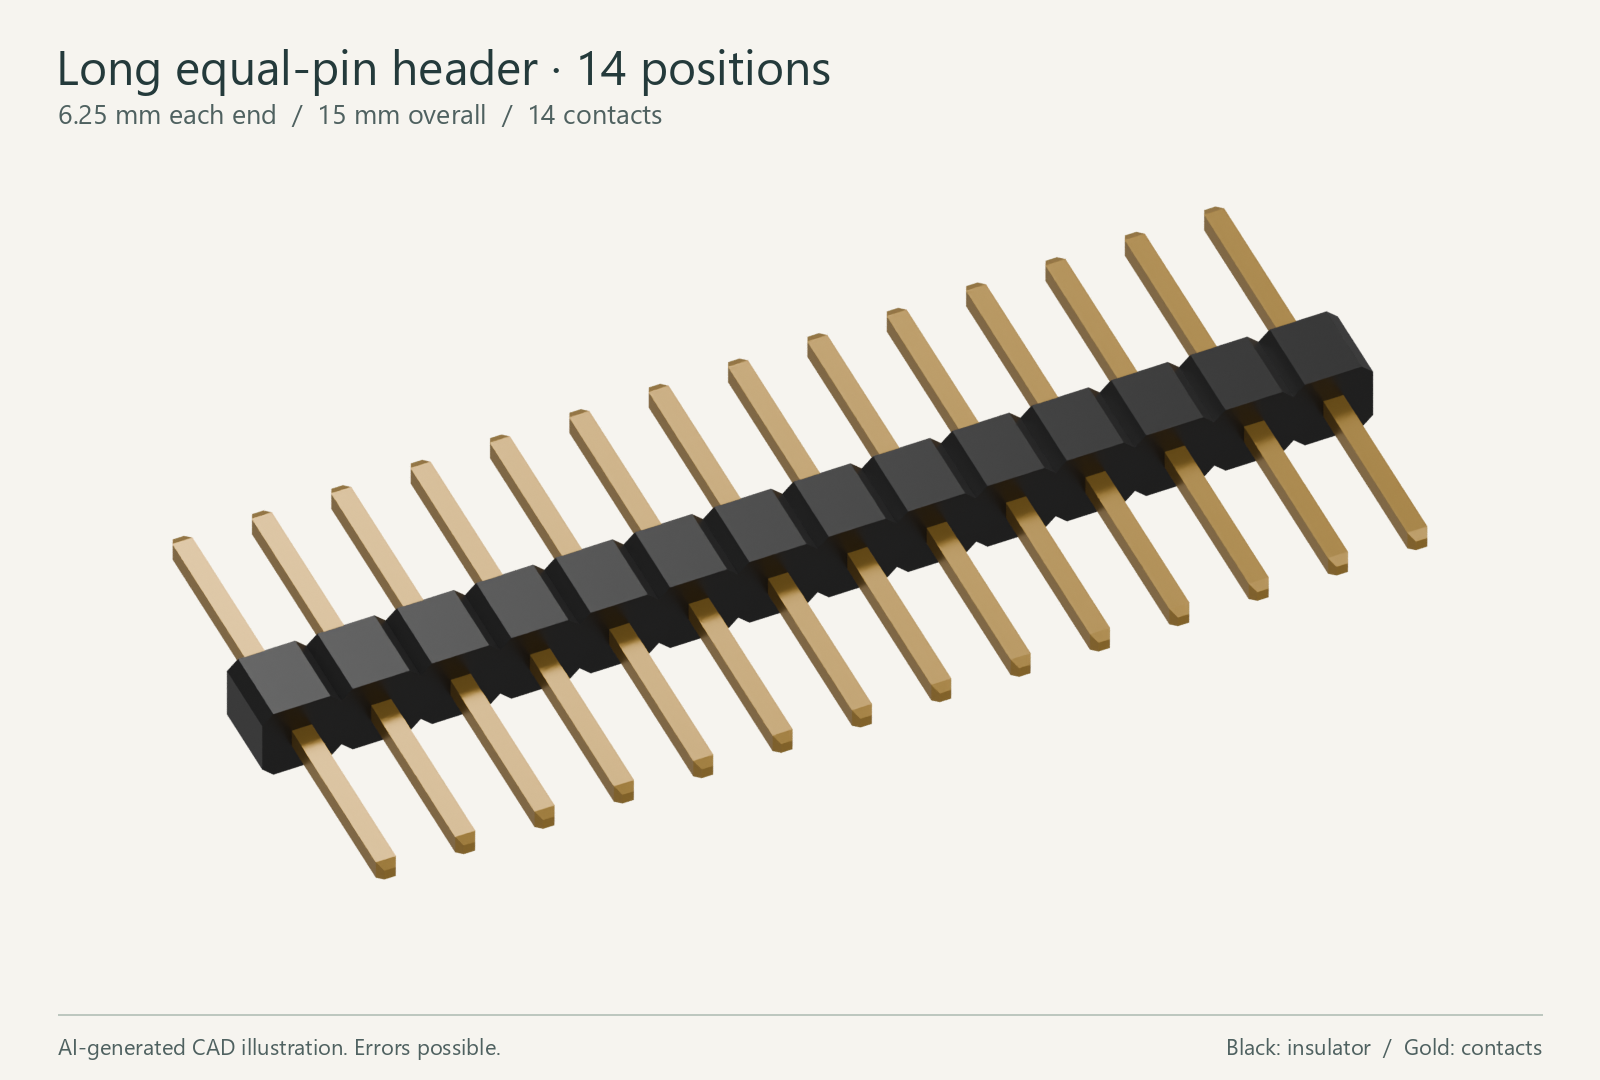 Long equal-pin header · 14 positions
6.25 mm each end / 15 mm overall / 14 contacts
AI-generated CAD illustration. Errors possible.
Black: insulator / Gold: contacts